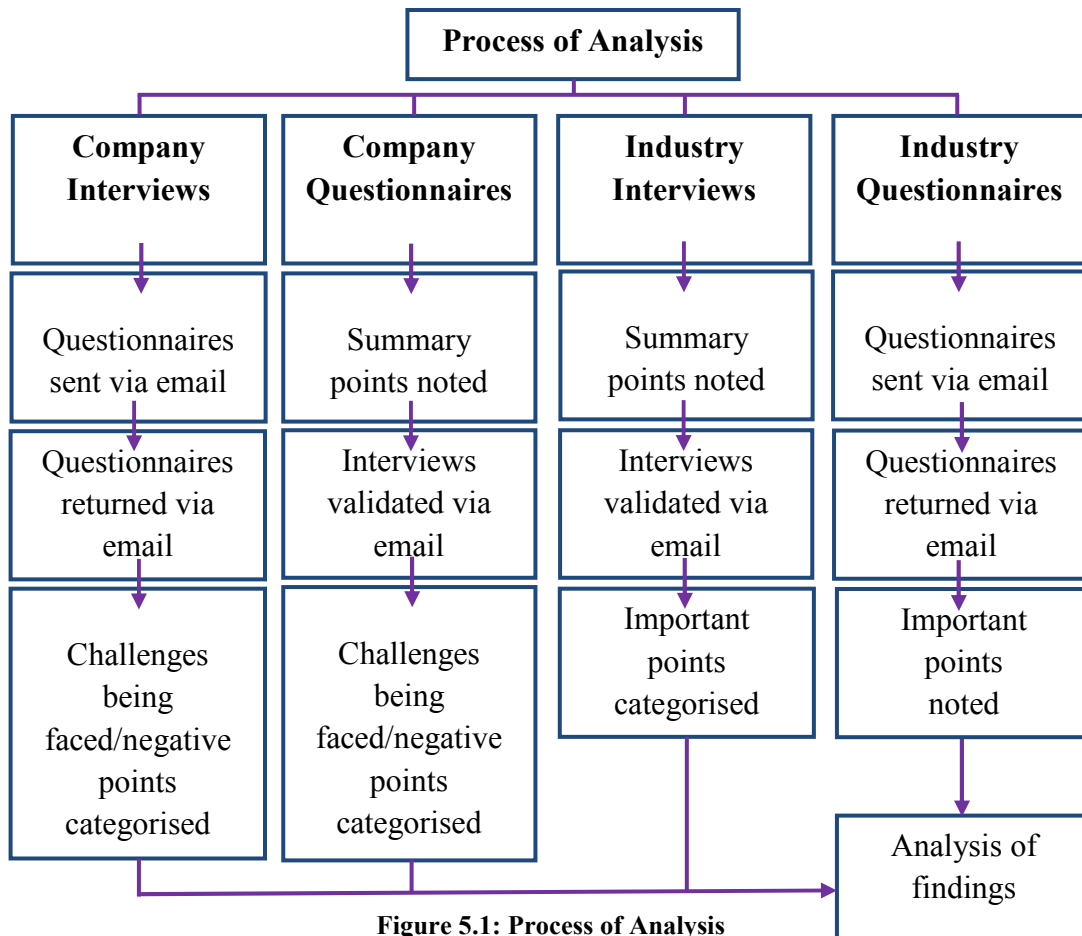 Process of Analysis
Company
Interviews
Company
Questionnaires
Industry
Interviews
Industry
Questionnaires
Questionnaires
sent via email
Summary
points noted
Summary
points noted
Questionnaires
sent via email
Questionnaires
returned via
email
Interviews
validated via
email
Interviews
validated via
email
Questionnaires
returned via
email
Challenges
being
faced/negative
points
categorised
Challenges
being
faced/negative
points
categorised
Important
points
categorised
Important
points
noted
Analysis of
findings
Figure 5.1: Process of Analysis